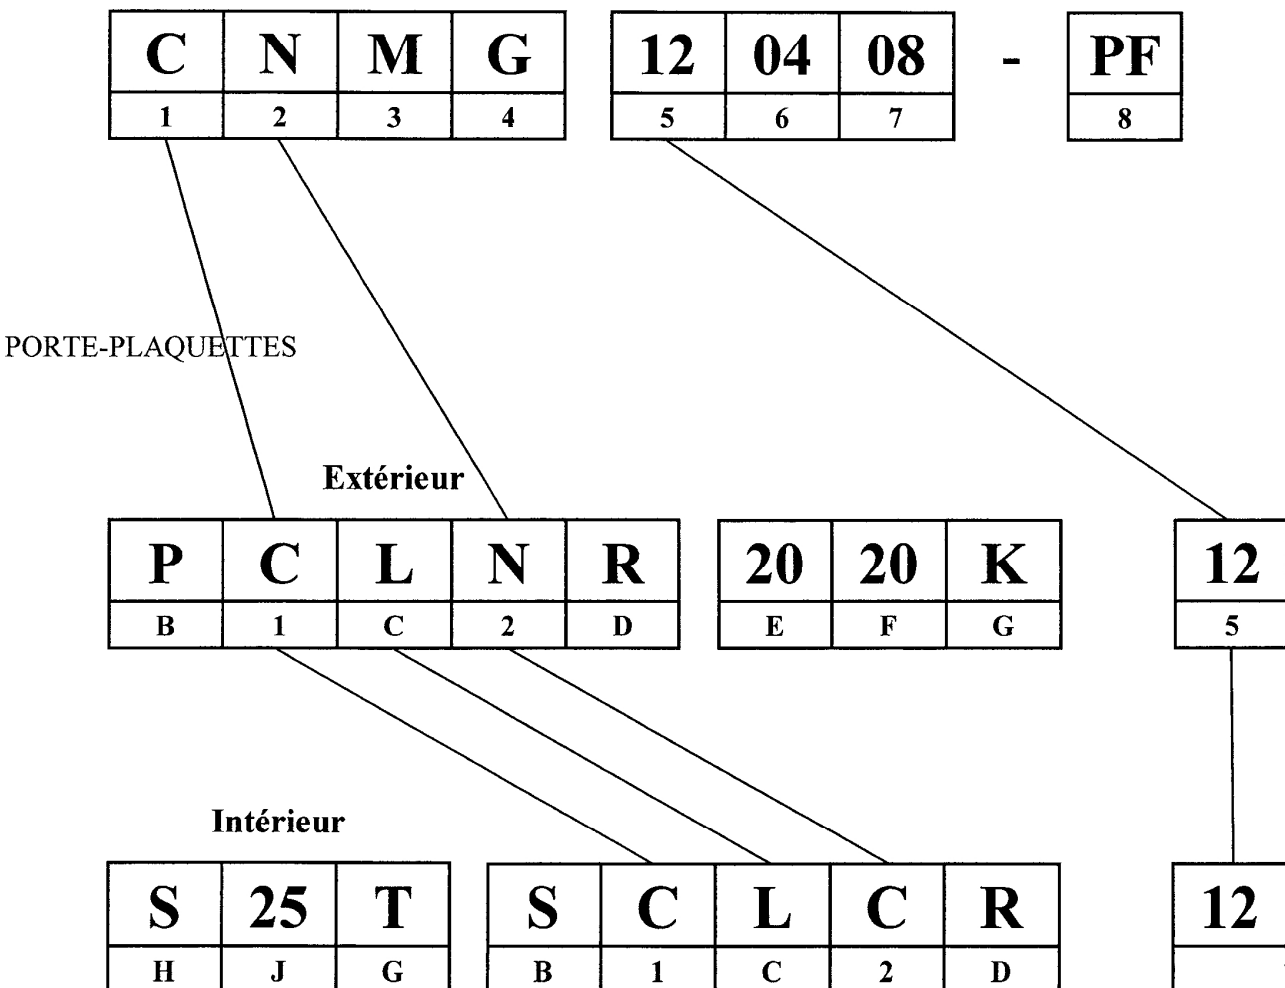 C N M G 12 04 08 - PF
1 2 3 4 5 6 7 8
PORTE-PLAQUETTES
Extérieur
P C L N R 20 20 K 12
B 1 C 2 D E F G 5
Intérieur
S 25 T S C L C R 12
H J G B 1 C 2 D